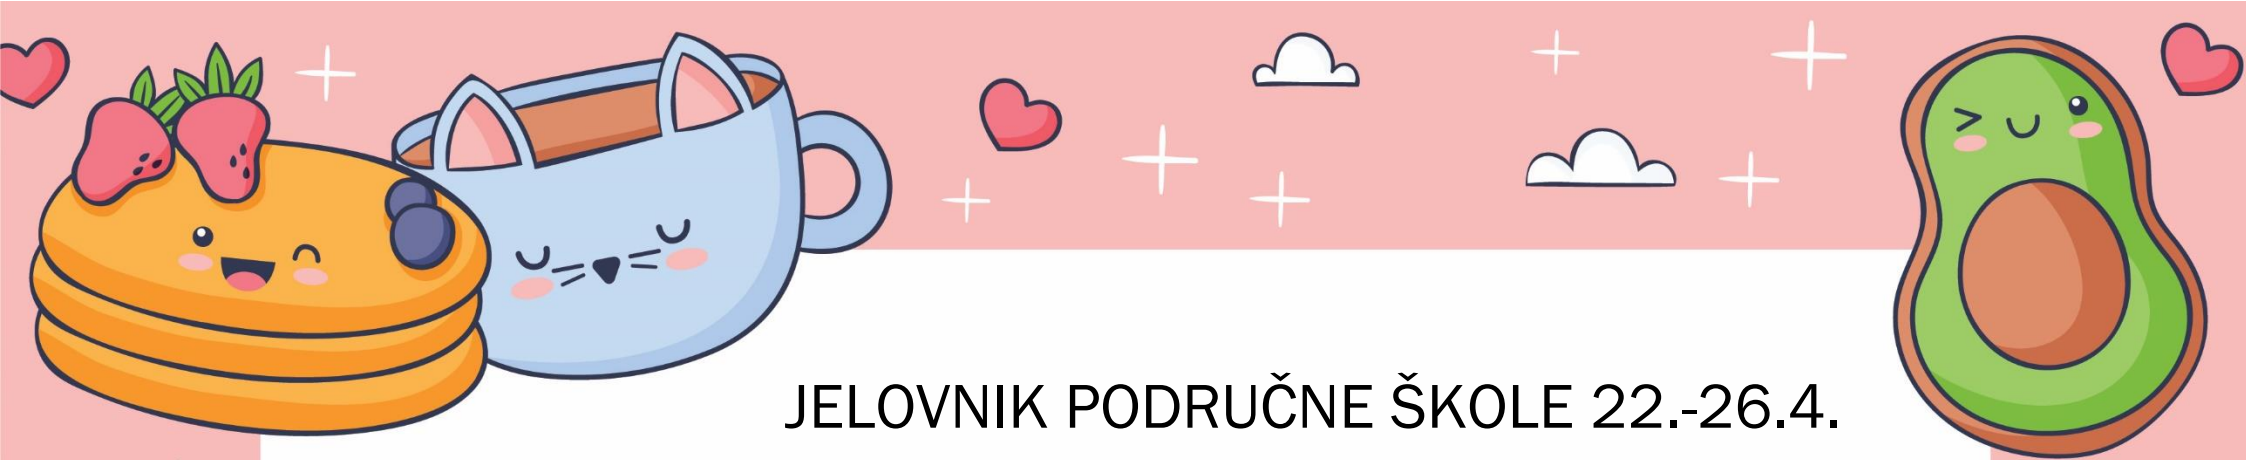 JELOVNIK PODRUČNE ŠKOLE 22.-26.4.